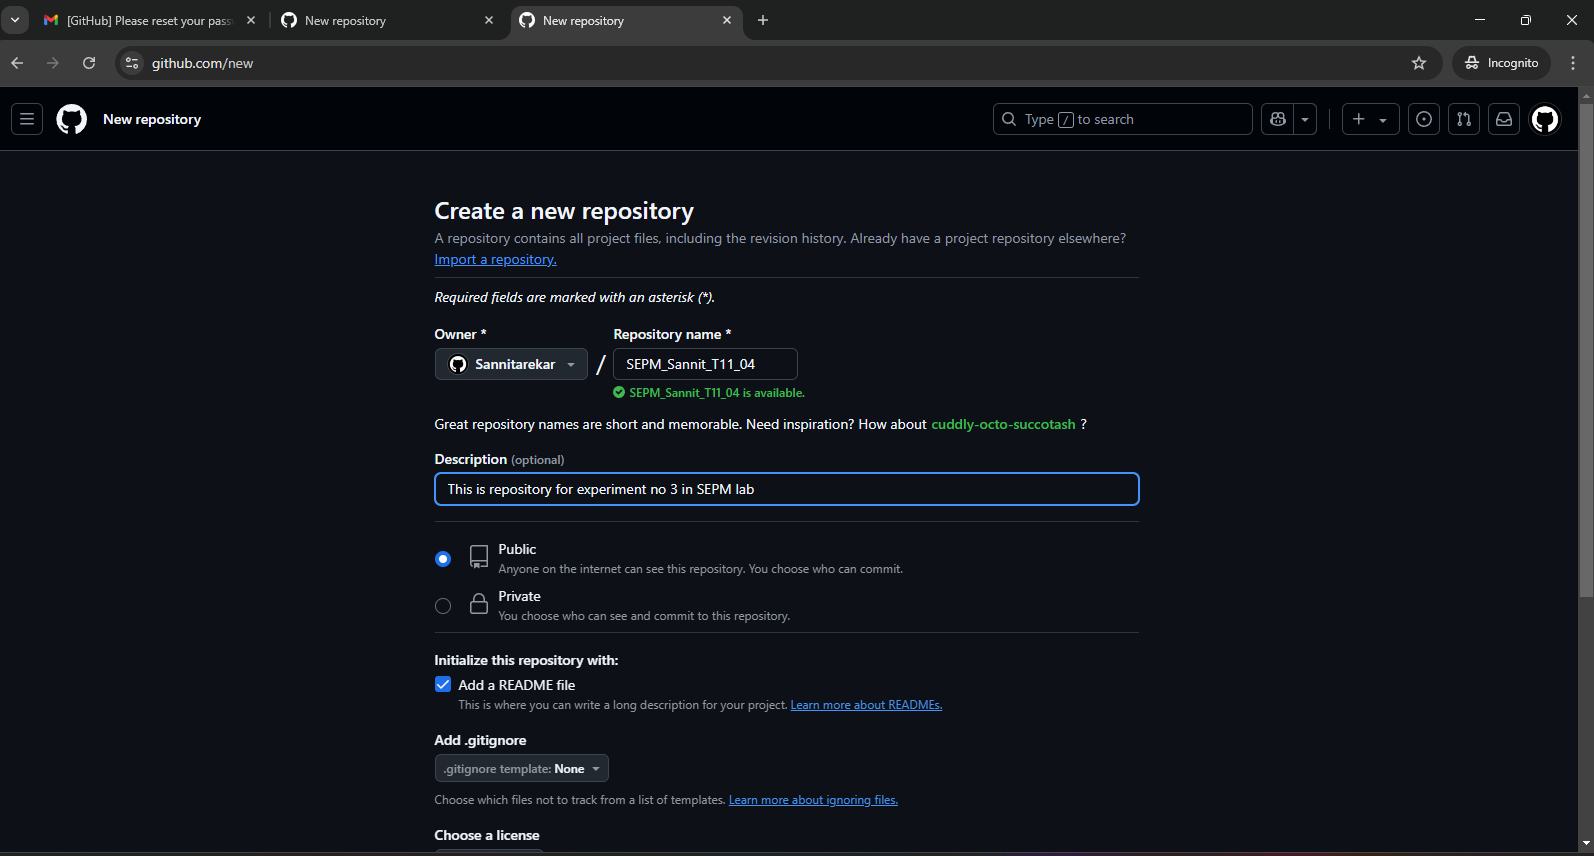 [GitHub] Please reset your pass
New repository
New repository
github.com/new
Incognito
New repository
Type / to search
Create a new repository
A repository contains all project files, including the revision history. Already have a project repository elsewhere?
Import a repository.
Required fields are marked with an asterisk (*).
Owner *
Repository name *
Sannitarekar
/
SEPM_Sannit_T11_04
SEPM_Sannit_T11_04 is available.
Great repository names are short and memorable. Need inspiration? How about cuddly-octo-succotash ?
Description (optional)
This is repository for experiment no 3 in SEPM lab
Public
Anyone on the internet can see this repository. You choose who can commit.
Private
You choose who can see and commit to this repository.
Initialize this repository with:
Add a README file
This is where you can write a long description for your project. Learn more about READMEs.
Add .gitignore
.gitignore template: None
Choose which files not to track from a list of templates. Learn more about ignoring files.
Choose a license